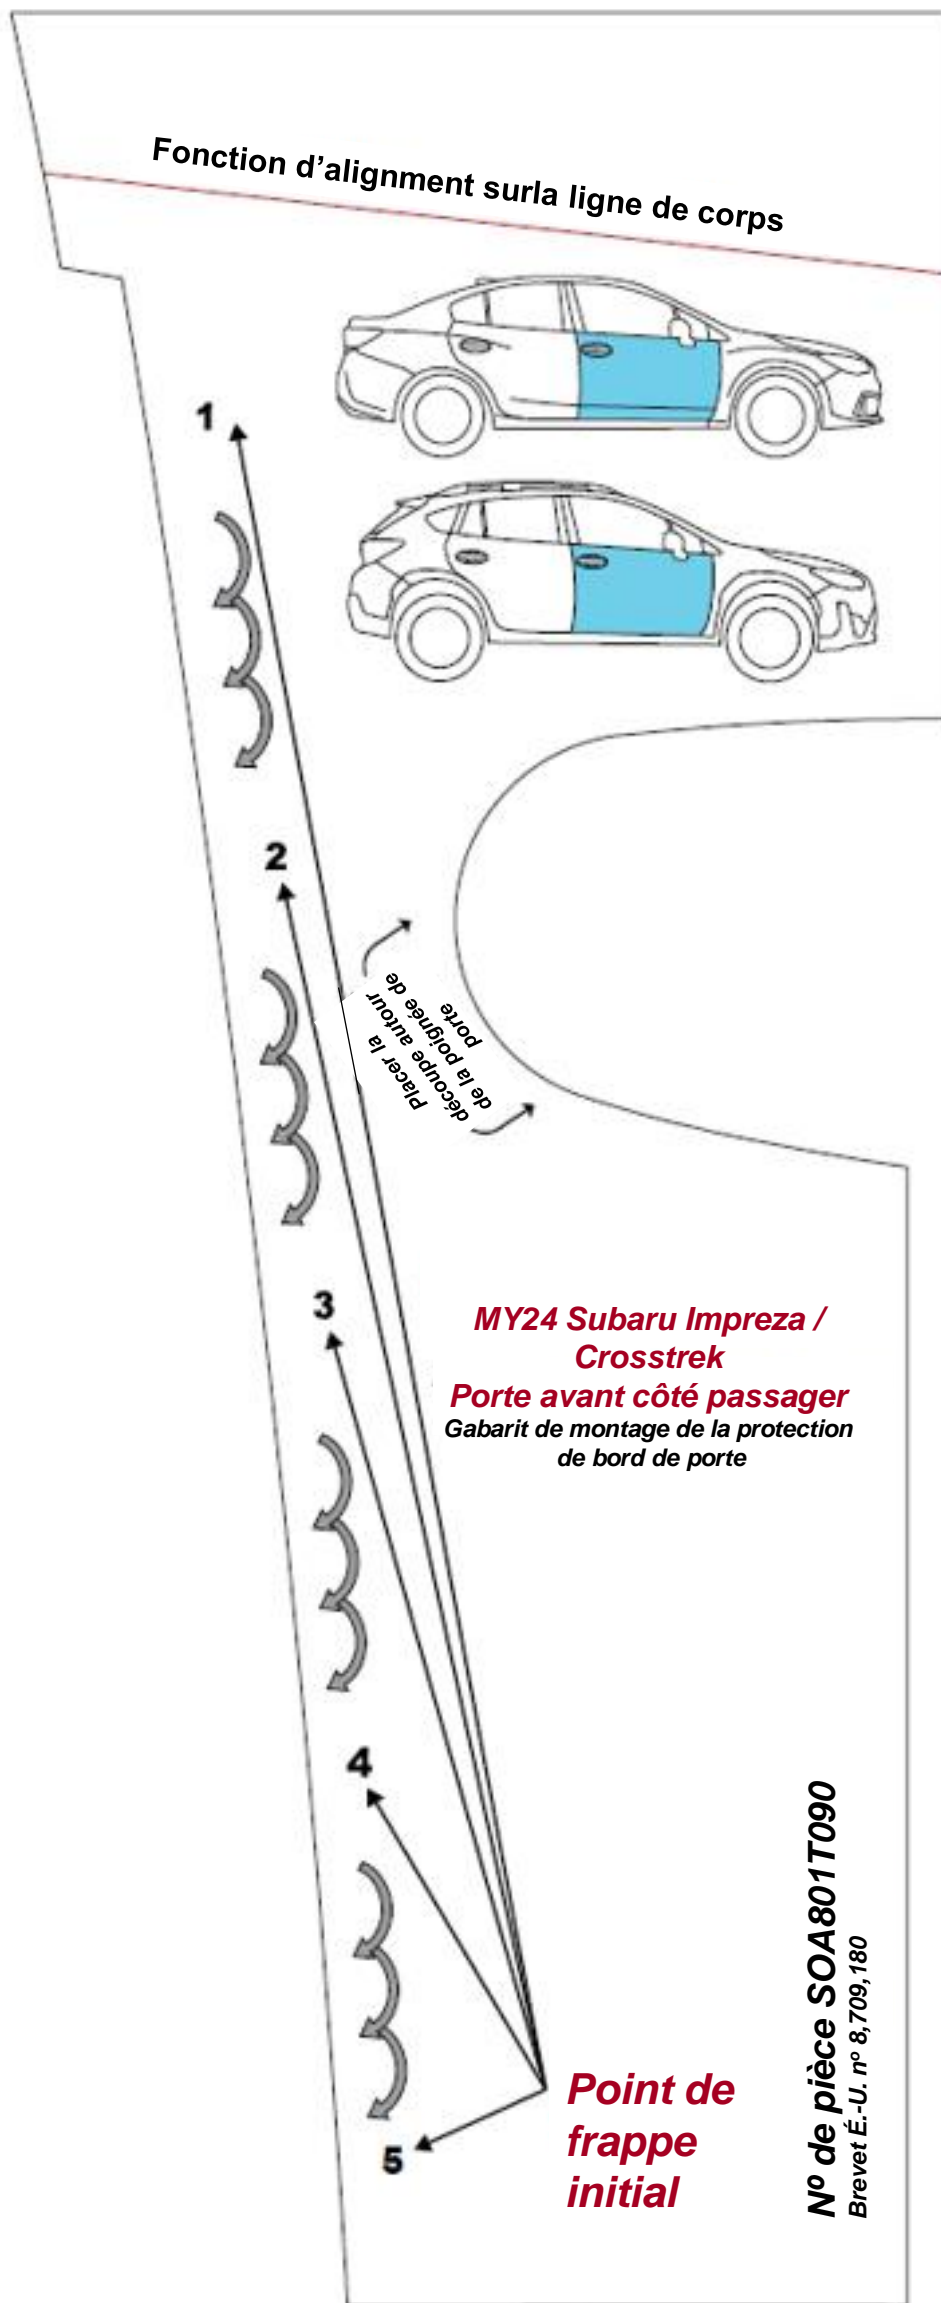 Fonction d’alignment surla ligne de corps
1
2
Placer la
découpe autour
de la poignée de
porte
3
MY24 Subaru Impreza /
Crosstrek
Porte avant côté passager
Gabarit de montage de la protection
de bord de porte
4
5
Point de
frappe
initial
Nº de pièce SOA801T090
Brevet É.-U. nº 8,709,180